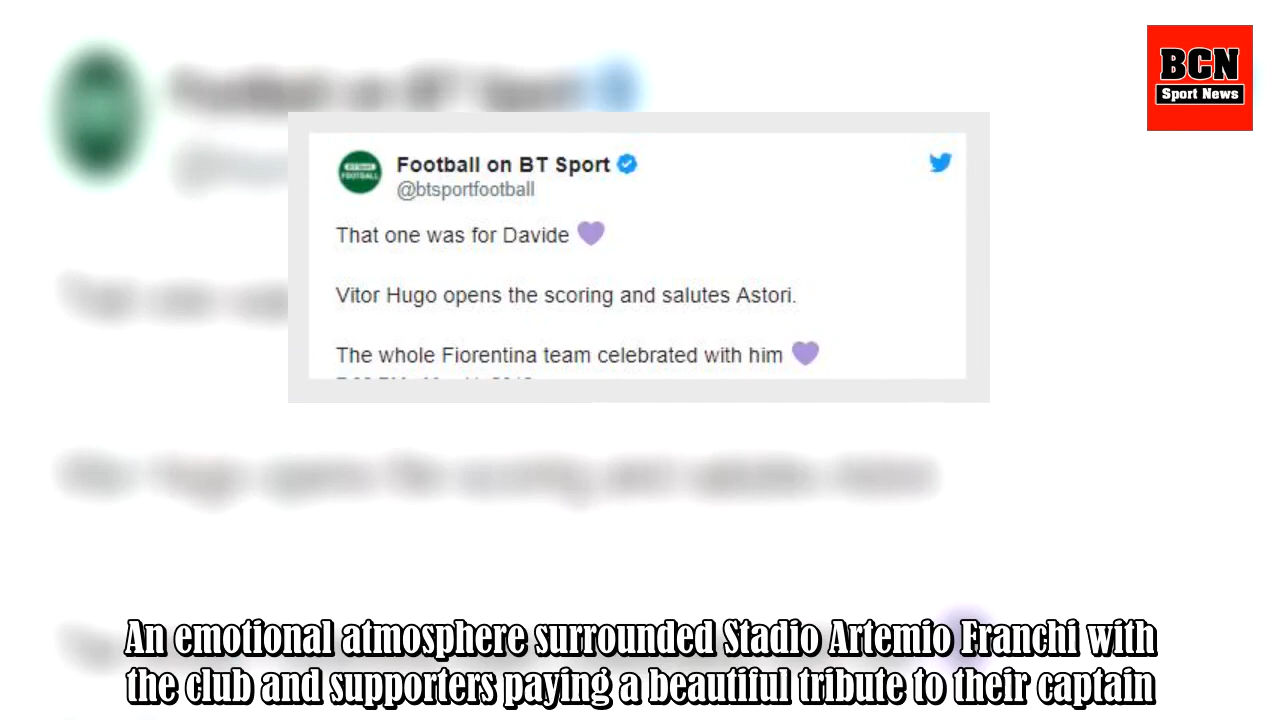 BCN
Sport News
Football on BT Sport
@btsportfootball
That one was for Davide 💜
Vitor Hugo opens the scoring and salutes Astori.
The whole Fiorentina team celebrated with him 💜
An emotional atmosphere surrounded Stadio Artemio Franchi with
the club and supporters paying a beautiful tribute to their captain